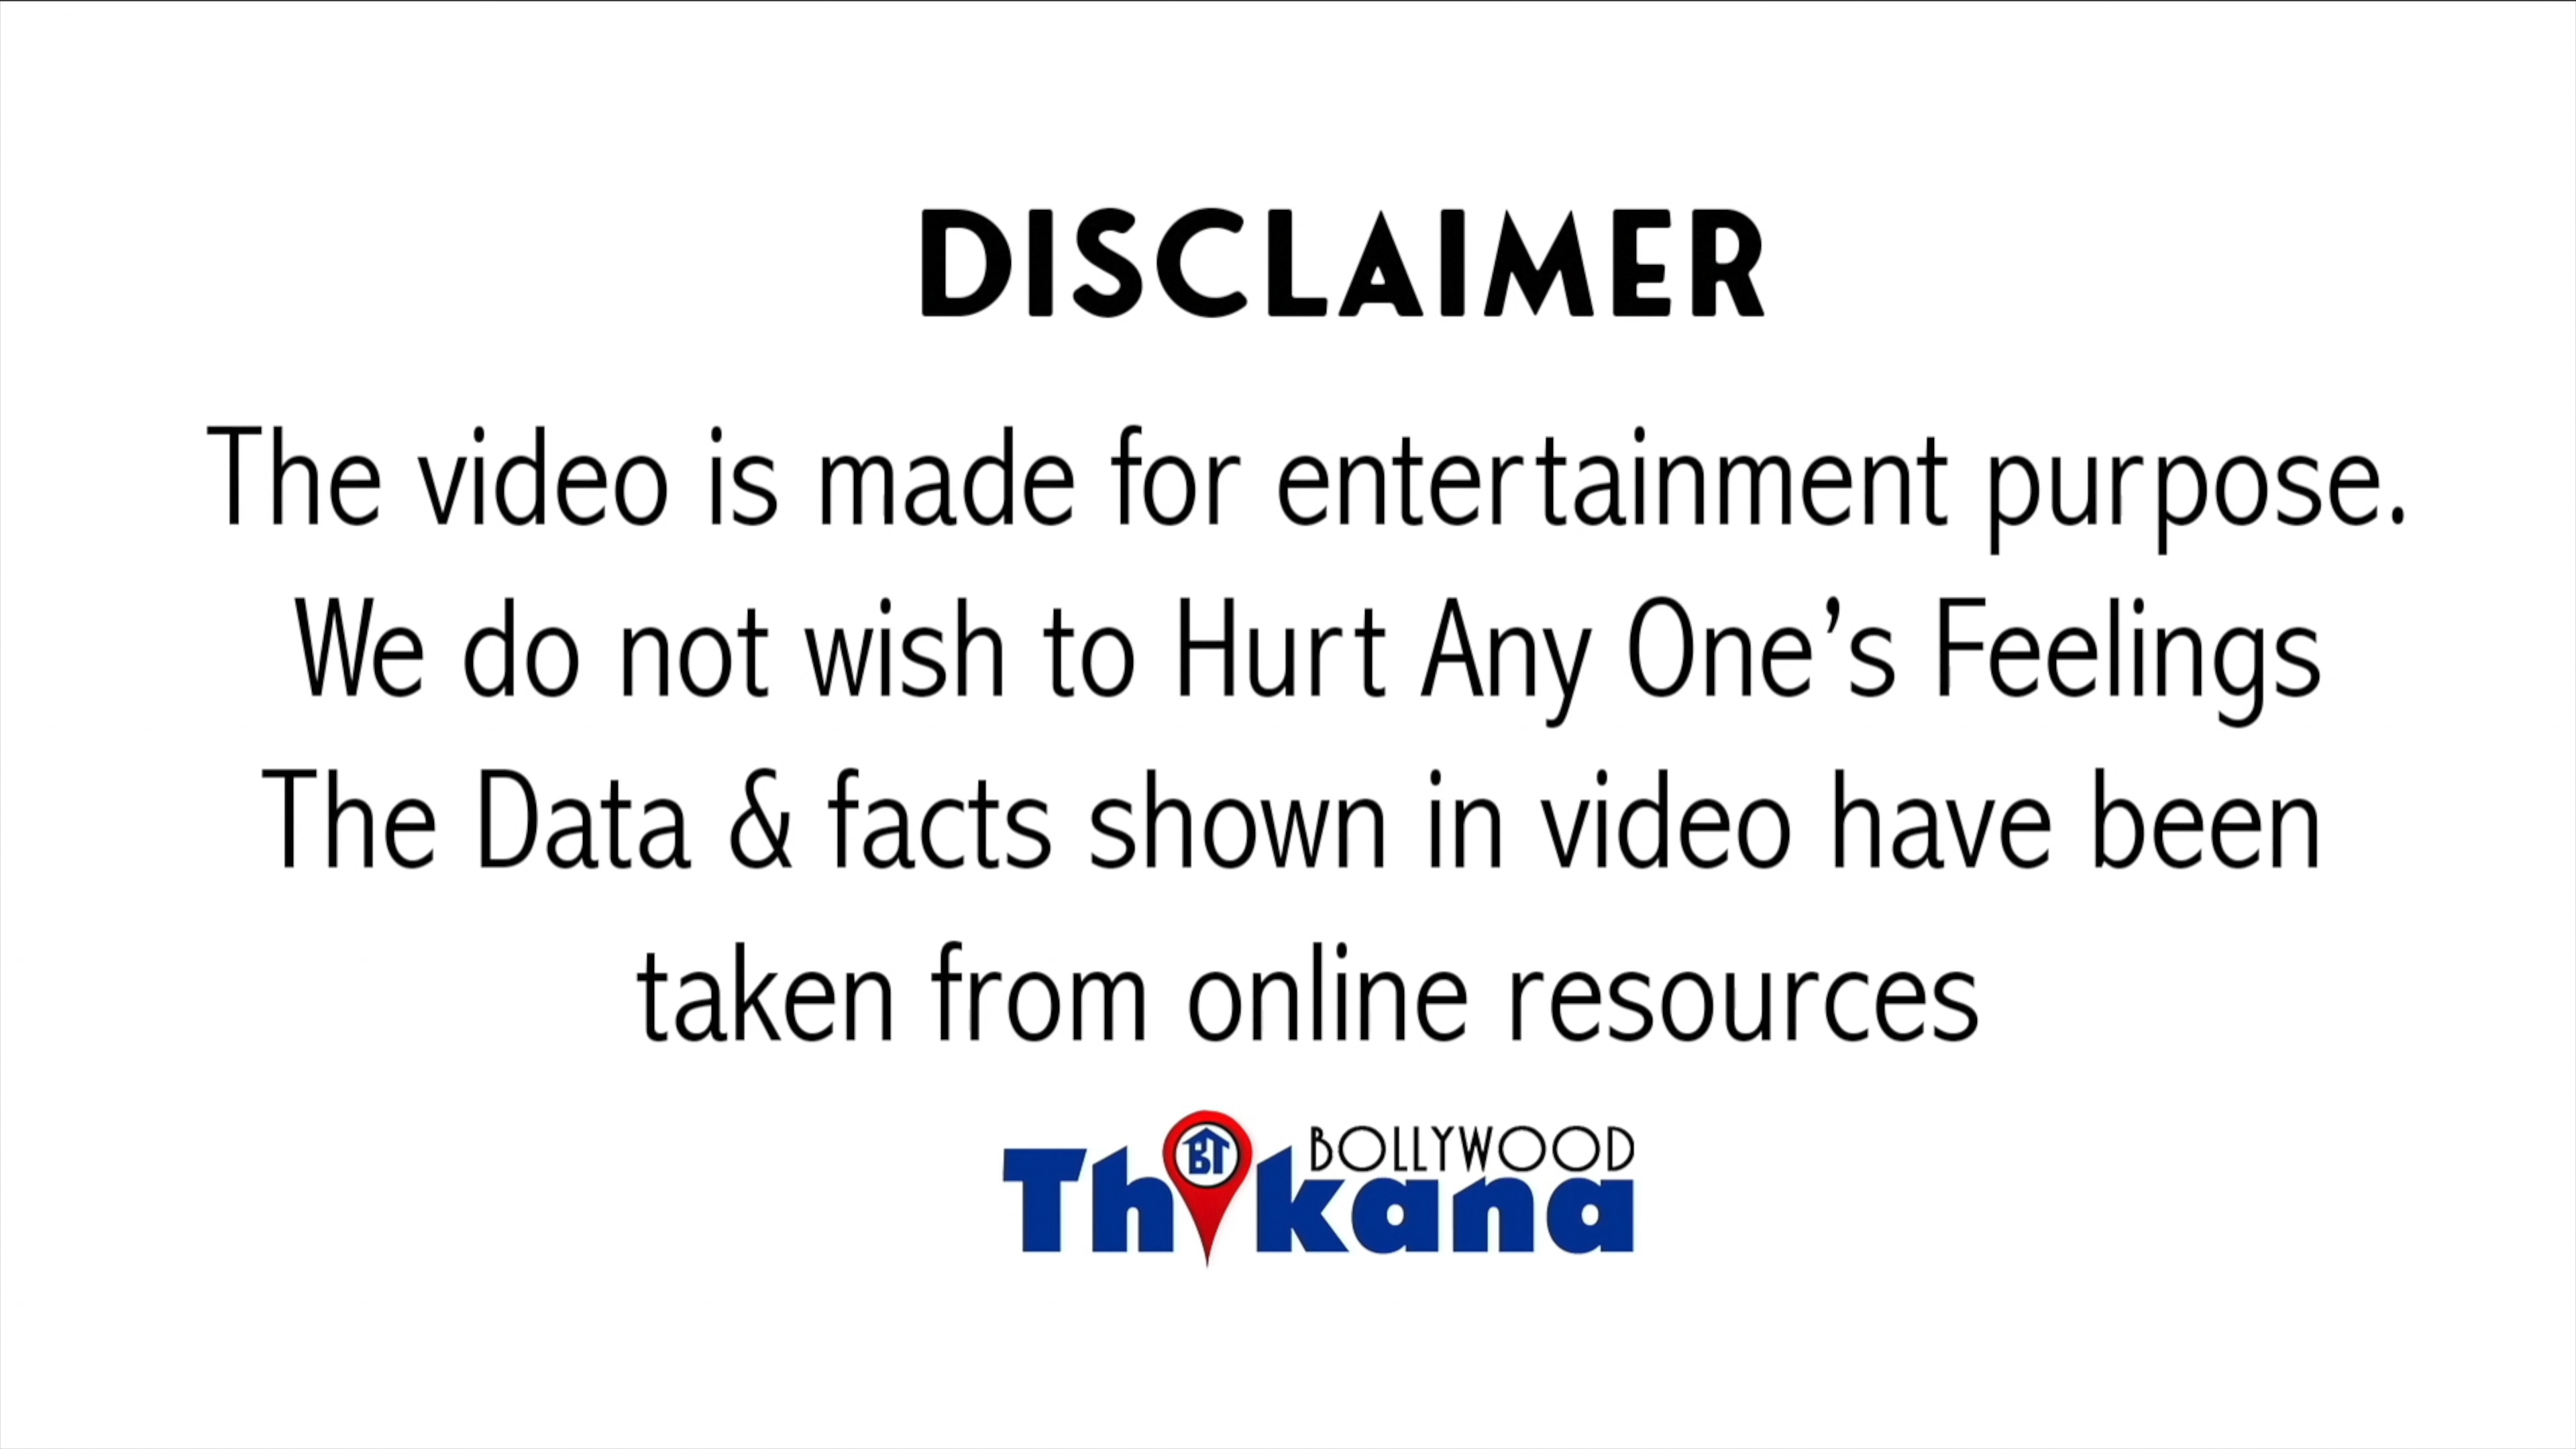 DISCLAIMER
The video is made for entertainment purpose.
We do not wish to Hurt Any One’s Feelings
The Data & facts shown in video have been
taken from online resources
BOLLYWOOD
BT
Thikana